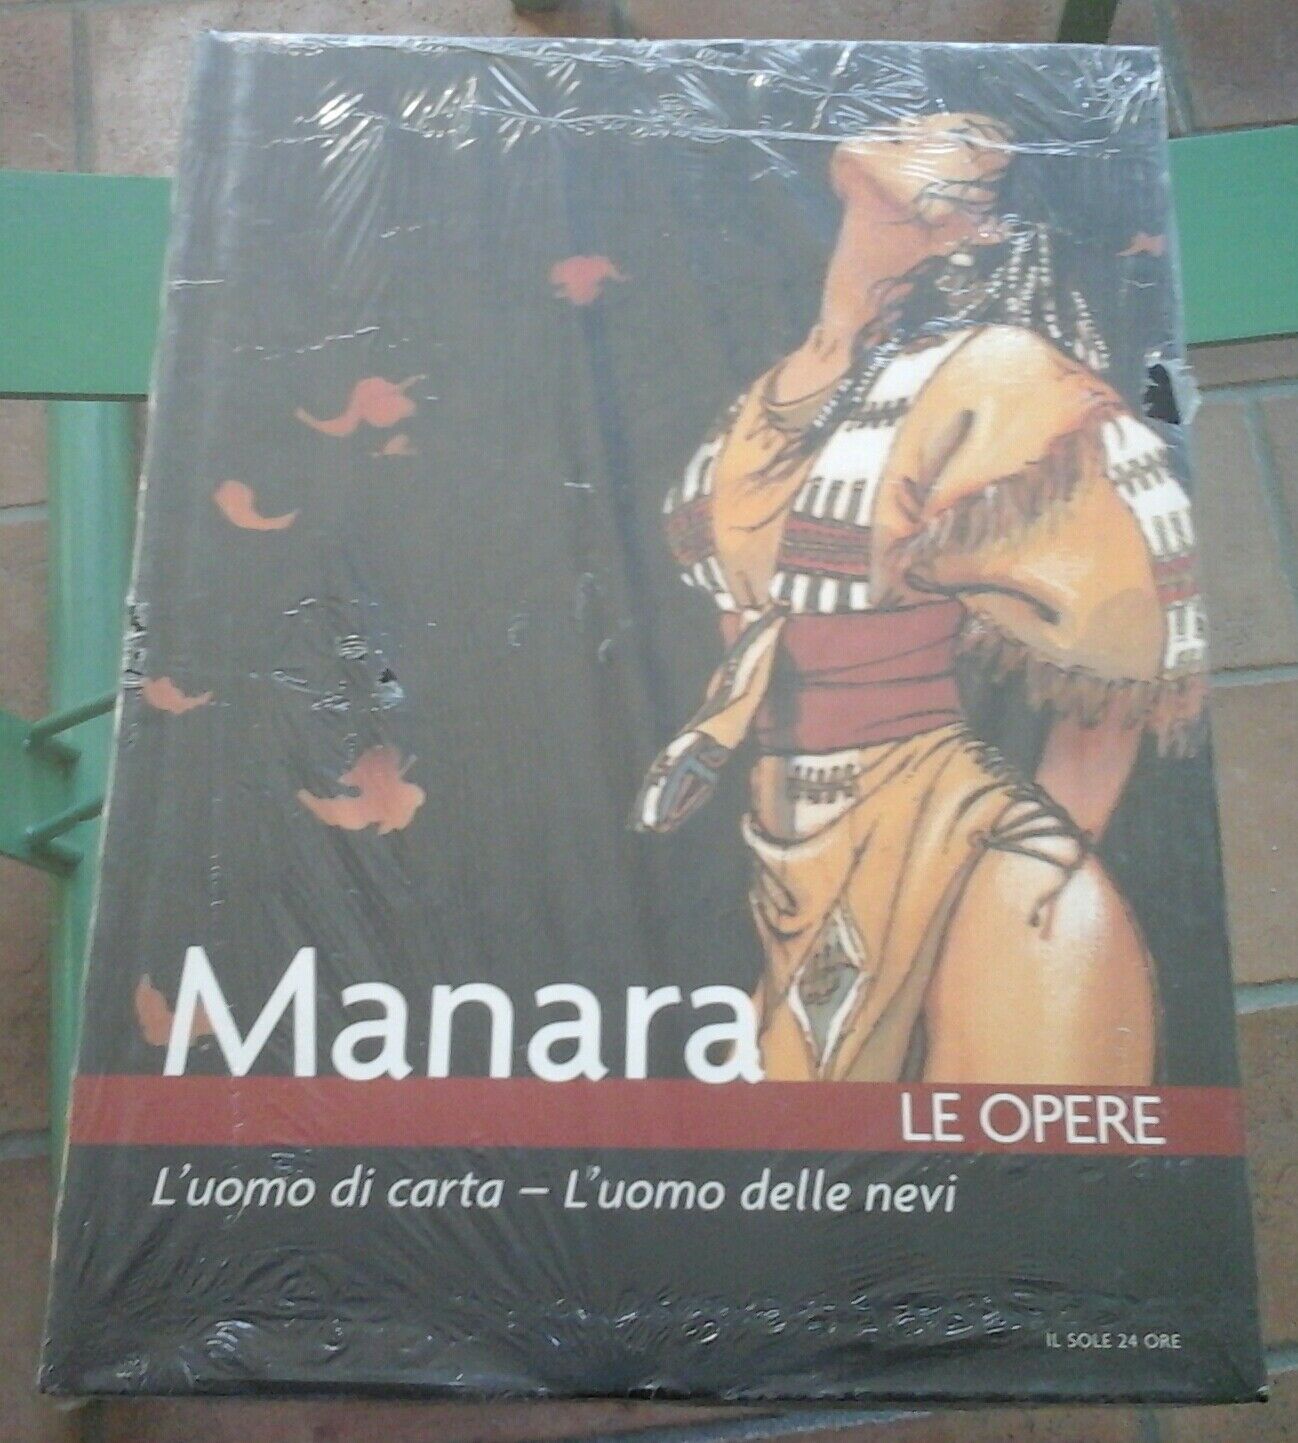 Manara
LE OPERE
L'uomo di carta – L'uomo delle nevi
IL SOLE 24 ORE